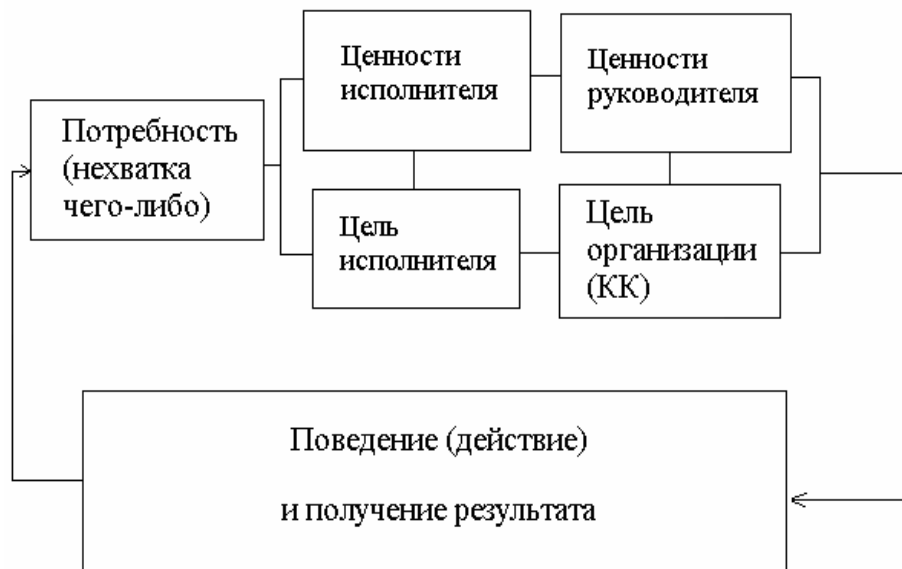 Ценности
исполнителя
Ценности
руководителя
Потребность
(нехватка
чего-либо)
Цель
исполнителя
Цель
организации
(КК)
Поведение (действие)
и получение результата